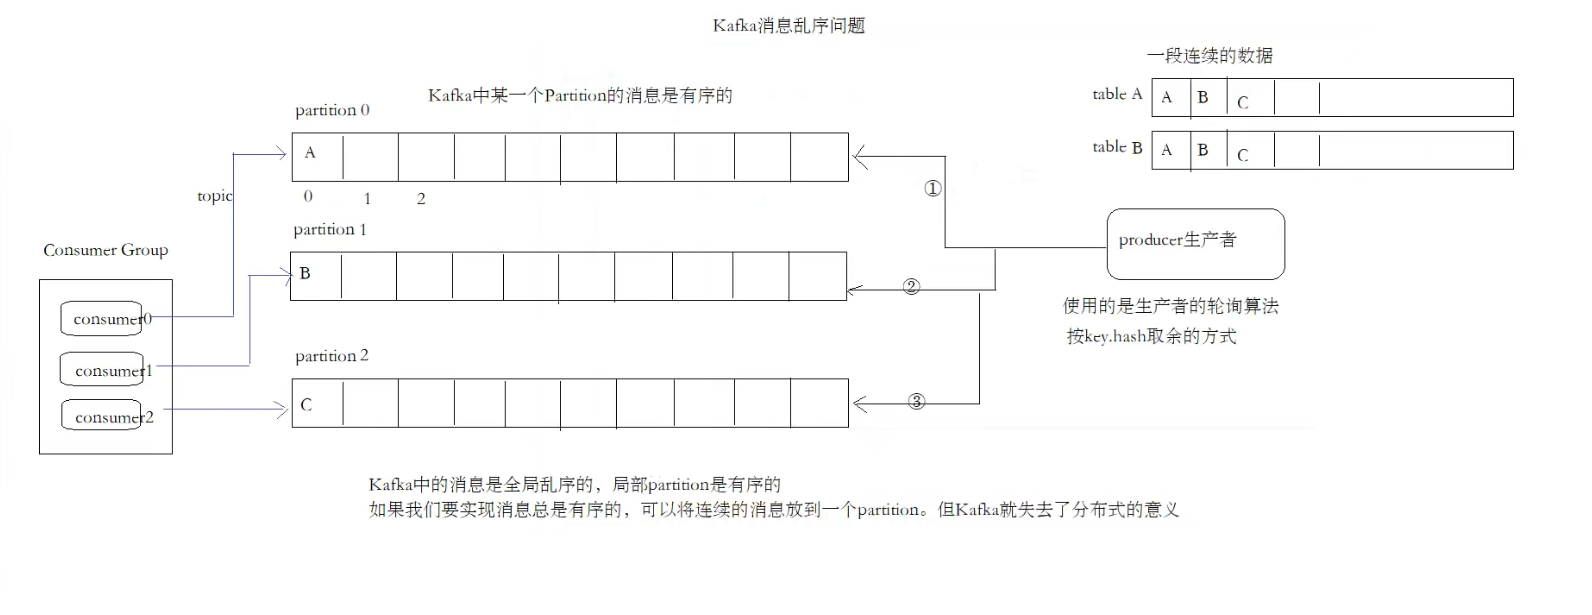 Kafka消息乱序问题
一段连续的数据
Kafka中某一个Partition的消息是有序的
table A
A
B
C
partition 0
A
table B
A
B
C
topic
0
1
2
①
partition 1
Consumer Group
producer生产者
B
②
consumer0
使用的是生产者的轮询算法
按key.hash取余的方式
partition 2
consumer1
C
③
consumer2
Kafka中的消息是全局乱序的，局部partition是有序的
如果我们要实现消息总是有序的，可以将连续的消息放到一个partition。但Kafka就失去了分布式的意义